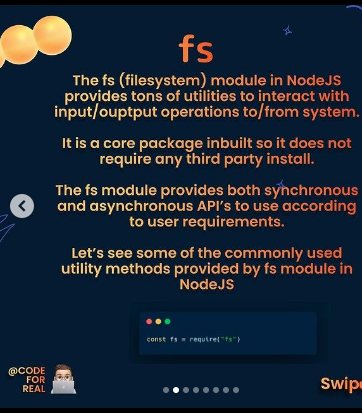 fs
The fs (filesystem) module in NodeJS
provides tons of utilities to interact with
input/ouptput operations to/from system.
It is a core package inbuilt so it does not
require any third party install.
The fs module provides both synchronous
and asynchronous API's to use according
to user requirements.
Let's see some of the commonly used
utility methods provided by fs module in
NodeJS
const fs = require("fs")
@CODE
FOR
REAL
Swipe